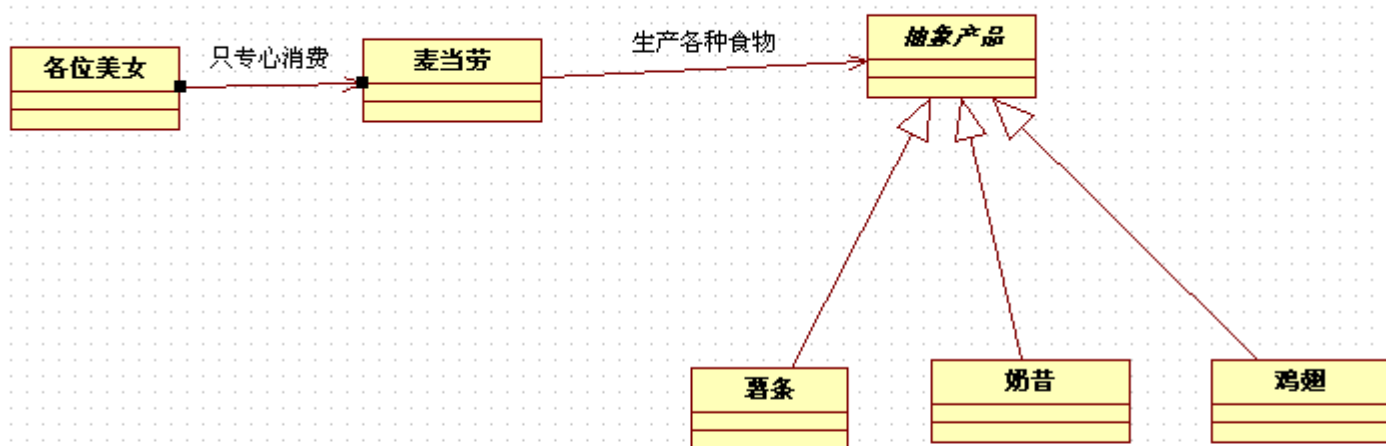 各位美女
只专心消费
麦当劳
生产各种食物
抽象产品
薯条
奶昔
鸡翅